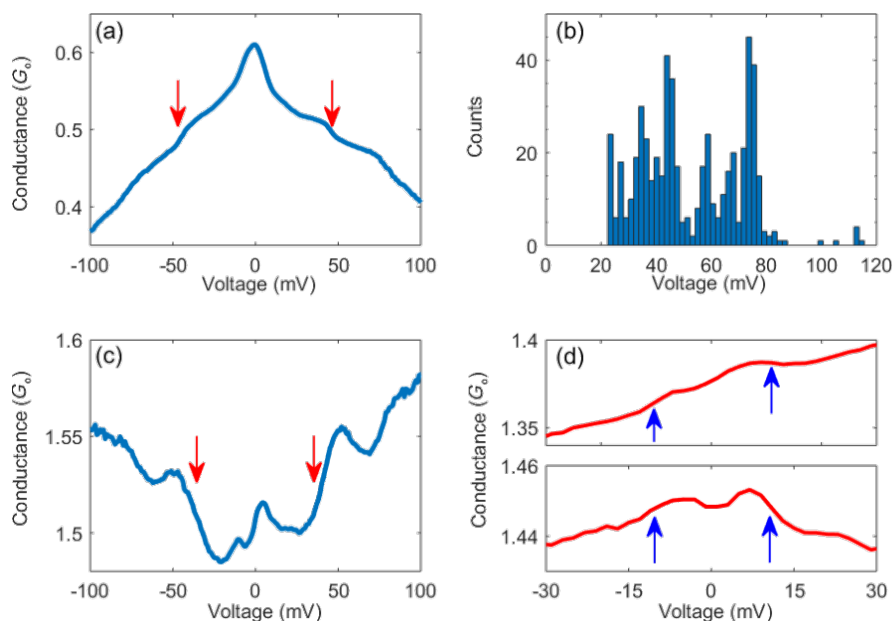 (a)
Conductance (G₀)
0.6
0.5
0.4
-100 -50 0 50 100
Voltage (mV)
(b)
Counts
40
20
0
0 20 40 60 80 100 120
Voltage (mV)
(c)
Conductance (G₀)
1.6
1.55
1.5
-100 -50 0 50 100
Voltage (mV)
(d)
Conductance (G₀)
1.4
1.35
1.46
1.44
-30 -15 0 15 30
Voltage (mV)